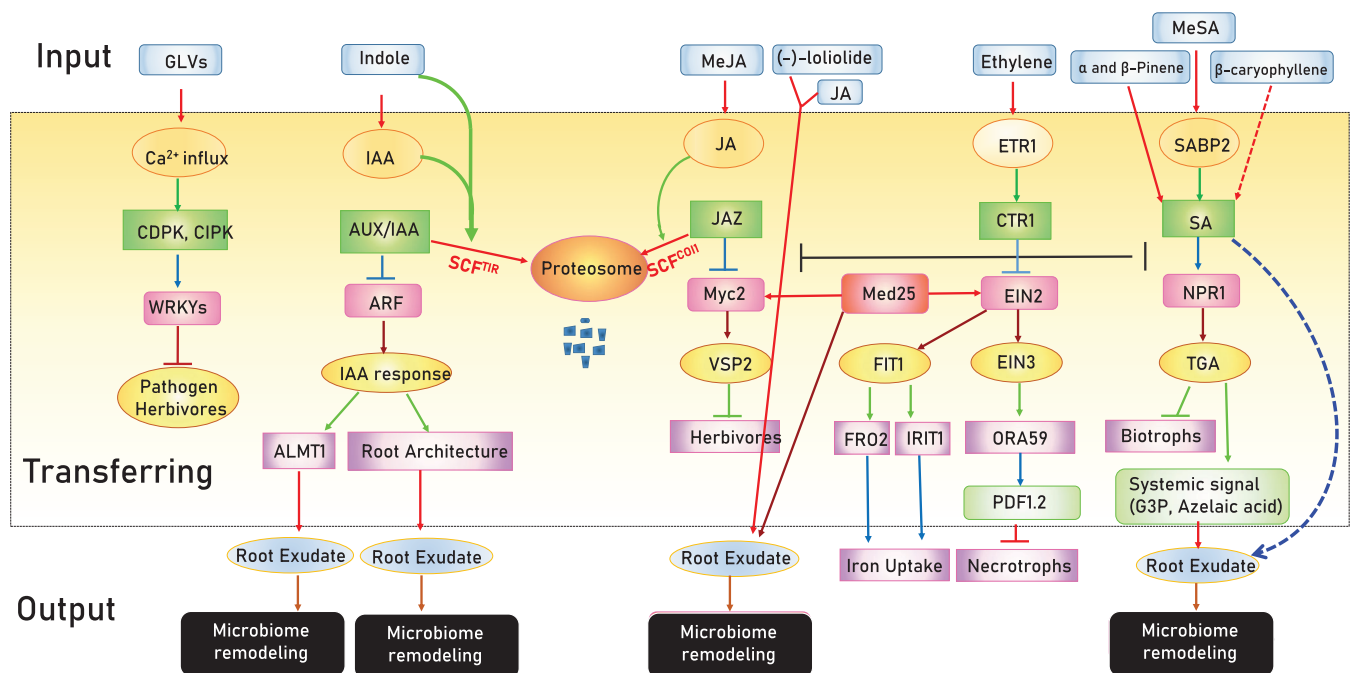 Input
GLVs
Indole
MeJA
(-)-loliolide
JA
Ethylene
MeSA
α and β-Pinene
β-caryophyllene
Ca²⁺ influx
IAA
JA
ETR1
SABP2
CDPK, CIPK
AUX/IAA
SCFTIR
Proteosome
SCFCOI1
JAZ
CTR1
SA
WRKYs
ARF
Myc2
Med25
EIN2
NPR1
Pathogen
Herbivores
IAA response
VSP2
FIT1
EIN3
TGA
ALMT1
Root Architecture
Herbivores
FRO2
IRIT1
ORA59
Biotrophs
Transferring
PDF1.2
Systemic signal
(G3P, Azelaic acid)
Root Exudate
Root Exudate
Root Exudate
Iron Uptake
Necrotrophs
Root Exudate
Output
Microbiome
remodeling
Microbiome
remodeling
Microbiome
remodeling
Microbiome
remodeling